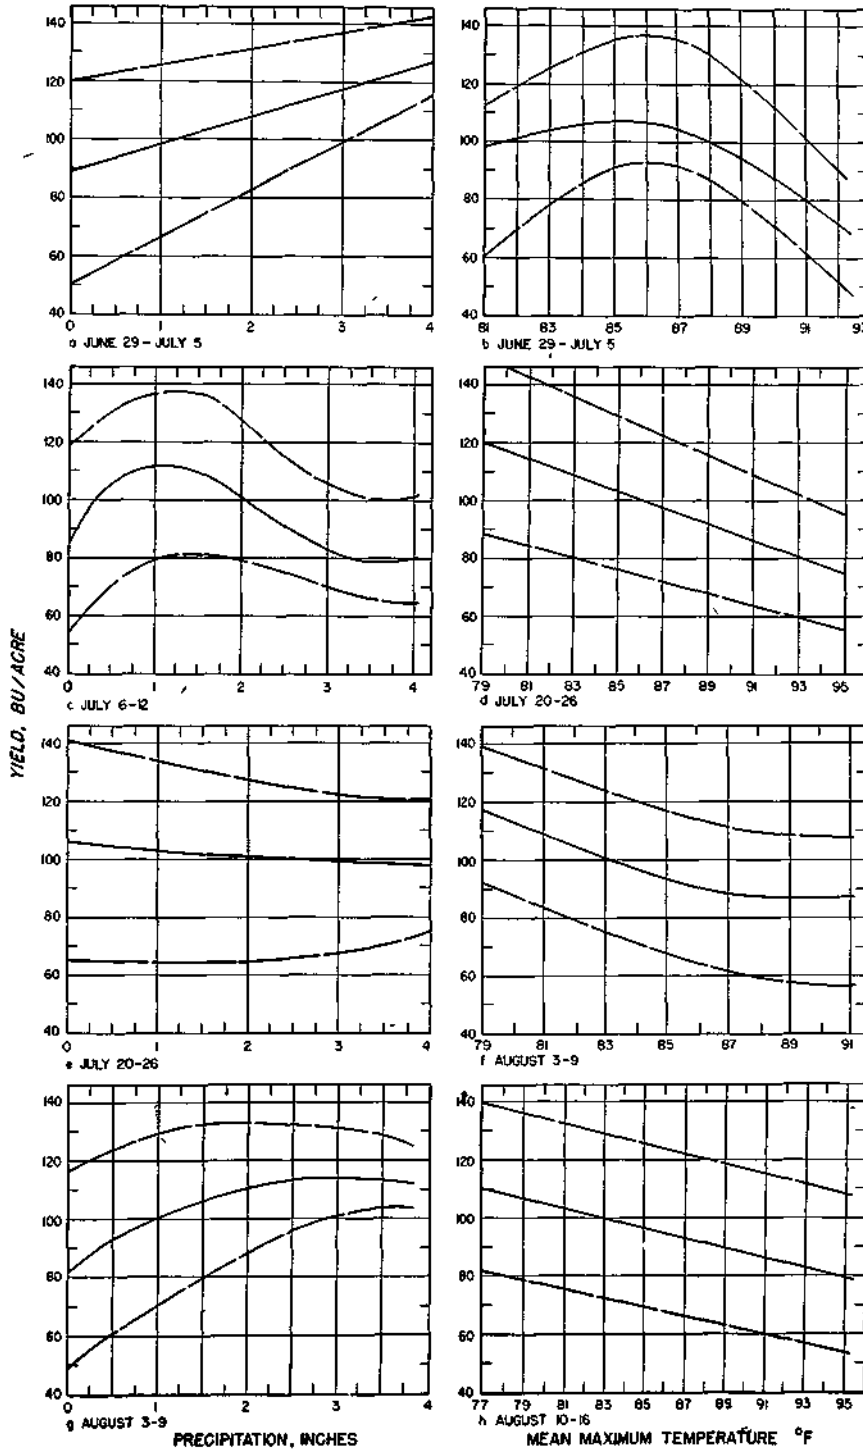 140
120
100
80
60
40
0 1 2 3 4
a JUNE 29 - JULY 5
81 83 85 87 89 91 93
b JUNE 29 - JULY 5
140
120
100
80
60
40
0 1 2 3 4
c JULY 6-12
140
120
100
80
60
40
79 81 83 85 87 89 91 93 95
d JULY 20-26
YIELD, BU/ACRE
140
120
100
80
60
40
0 1 2 3 4
e JULY 20-26
140
120
100
80
60
40
79 81 83 85 87 89 91
f AUGUST 3-9
140
120
100
80
60
40
0 1 2 3 4
g AUGUST 3-9
140
120
100
80
60
40
77 79 81 83 85 87 89 91 93 95
h AUGUST 10-16
PRECIPITATION, INCHES
MEAN MAXIMUM TEMPERATURE °F